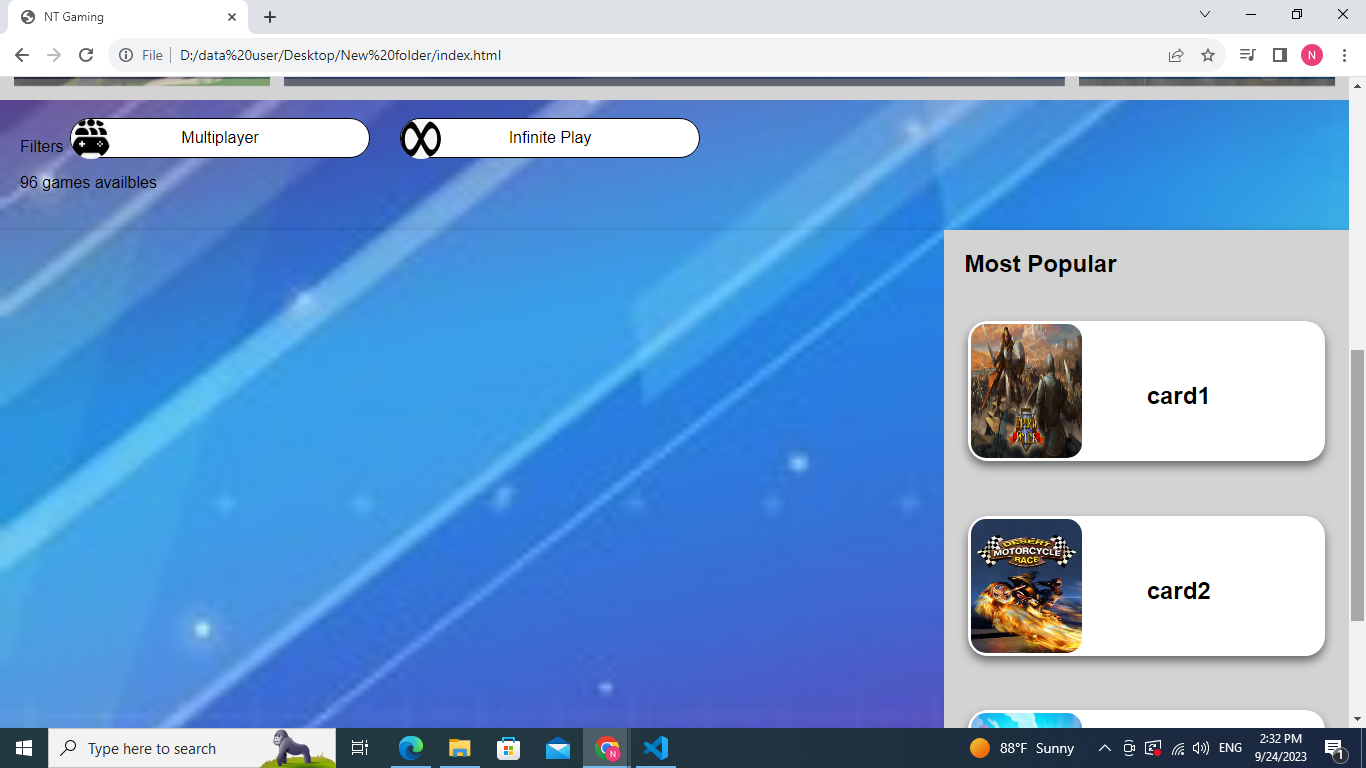 NT Gaming
File
D:/data%20user/Desktop/New%20folder/index.html
N
Filters
Multiplayer
Infinite Play
96 games availbles
Most Popular
card1
DESERT
MOTORCYCLE
RACE
card2
Type here to search
N
88°F Sunny
ENG
2:32 PM
9/24/2023
1